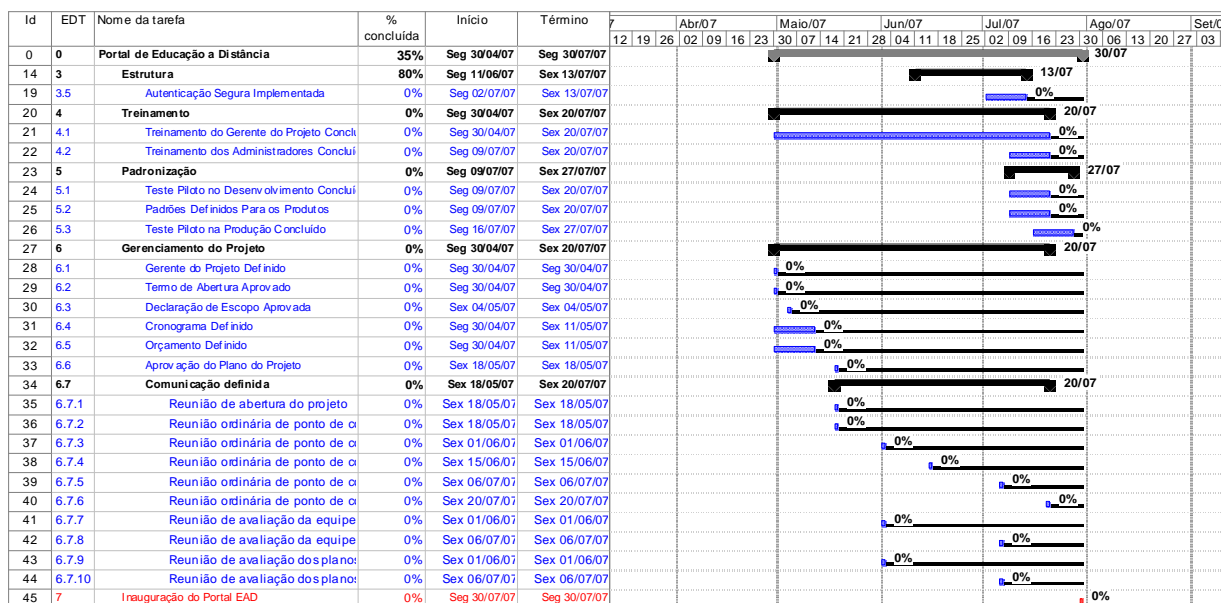 Id EDT Nome da tarefa % concluída Início Término 7 Abr/07 Maio/07 Jun/07 Jul/07 Ago/07 Set/0
12 19 26 02 09 16 23 30 07 14 21 28 04 11 18 25 02 09 16 23 30 06 13 20 27 03
0 0 Portal de Educação a Distância 35% Seg 30/04/07 Seg 30/07/07 30/07
14 3 Estrutura 80% Seg 11/06/07 Sex 13/07/07 13/07
19 3.5 Autenticação Segura Implementada 0% Seg 02/07/07 Sex 13/07/07 0%
20 4 Treinamento 0% Seg 30/04/07 Sex 20/07/07 20/07
21 4.1 Treinamento do Gerente do Projeto Conclu 0% Seg 30/04/07 Sex 20/07/07 0%
22 4.2 Treinamento dos Administradores Concluí 0% Seg 09/07/07 Sex 20/07/07 0%
23 5 Padronização 0% Seg 09/07/07 Sex 27/07/07 27/07
24 5.1 Teste Piloto no Desenvolvimento Concluí 0% Seg 09/07/07 Sex 20/07/07 0%
25 5.2 Padrões Definidos Para os Produtos 0% Seg 09/07/07 Sex 20/07/07 0%
26 5.3 Teste Piloto na Produção Concluído 0% Seg 16/07/07 Sex 27/07/07 0%
27 6 Gerenciamento do Projeto 0% Seg 30/04/07 Sex 20/07/07 20/07
28 6.1 Gerente do Projeto Definido 0% Seg 30/04/07 Seg 30/04/07 0%
29 6.2 Termo de Abertura Aprovado 0% Seg 30/04/07 Seg 30/04/07 0%
30 6.3 Declaração de Escopo Aprovada 0% Sex 04/05/07 Sex 04/05/07 0%
31 6.4 Cronograma Definido 0% Seg 30/04/07 Sex 11/05/07 0%
32 6.5 Orçamento Definido 0% Seg 30/04/07 Sex 11/05/07 0%
33 6.6 Aprovação do Plano do Projeto 0% Sex 18/05/07 Sex 18/05/07 0%
34 6.7 Comunicação definida 0% Sex 18/05/07 Sex 20/07/07 20/07
35 6.7.1 Reunião de abertura do projeto 0% Sex 18/05/07 Sex 18/05/07 0%
36 6.7.2 Reunião ordinária de ponto de co 0% Sex 18/05/07 Sex 18/05/07 0%
37 6.7.3 Reunião ordinária de ponto de co 0% Sex 01/06/07 Sex 01/06/07 0%
38 6.7.4 Reunião ordinária de ponto de co 0% Sex 15/06/07 Sex 15/06/07 0%
39 6.7.5 Reunião ordinária de ponto de co 0% Sex 06/07/07 Sex 06/07/07 0%
40 6.7.6 Reunião ordinária de ponto de co 0% Sex 20/07/07 Sex 20/07/07 0%
41 6.7.7 Reunião de avaliação da equipe 0% Sex 01/06/07 Sex 01/06/07 0%
42 6.7.8 Reunião de avaliação da equipe 0% Sex 06/07/07 Sex 06/07/07 0%
43 6.7.9 Reunião de avaliação dos planos 0% Sex 01/06/07 Sex 01/06/07 0%
44 6.7.10 Reunião de avaliação dos planos 0% Sex 06/07/07 Sex 06/07/07 0%
45 7 Inauguração do Portal EAD 0% Seg 30/07/07 Seg 30/07/07 0%